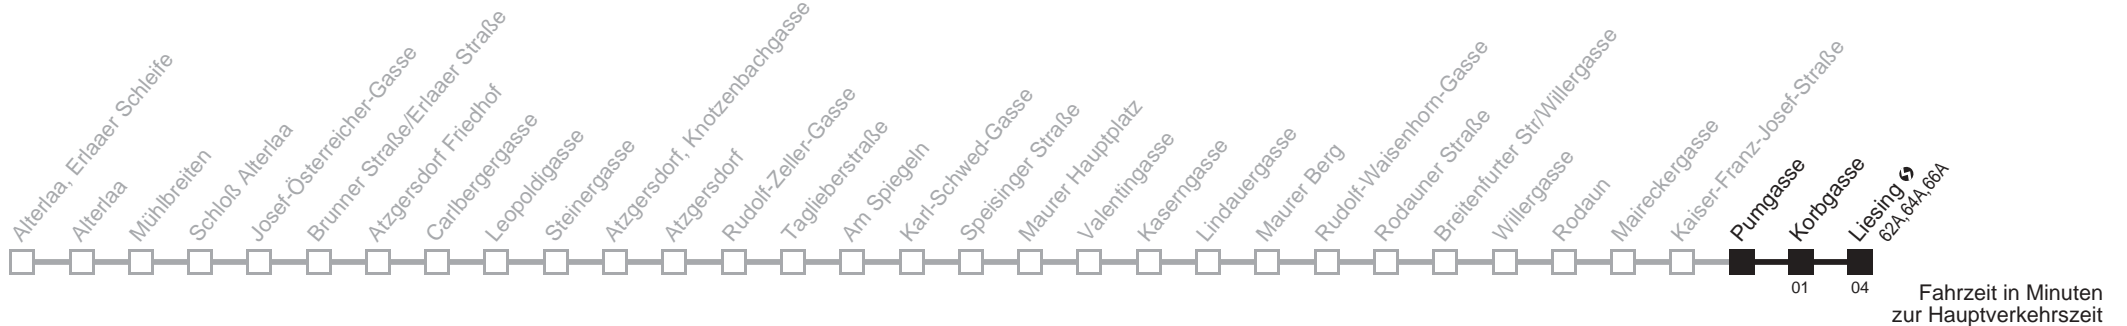 Alterlaa, Erlaaer Schleife
Alterlaa
Mühlbreiten
Schloß Alterlaa
Josef-Österreicher-Gasse
Brunner Straße/Erlaaer Straße
Atzgersdorf Friedhof
Carlbergergasse
Leopoldigasse
Steinergasse
Atzgersdorf, Knotzenbachgasse
Atzgersdorf
Rudolf-Zeller-Gasse
Taglieberstraße
Am Spiegeln
Karl-Schwed-Gasse
Speisinger Straße
Maurer Hauptplatz
Valentingasse
Kaserngasse
Lindauergasse
Maurer Berg
Rudolf-Waisenhorn-Gasse
Rodauner Straße
Breitenfurter Str/Willergasse
Willergasse
Rodaun
Maireckergasse
Kaiser-Franz-Josef-Straße
Pumgasse
Korbgasse
Liesing
62A,64A,66A
01
04
Fahrzeit in Minuten
zur Hauptverkehrszeit